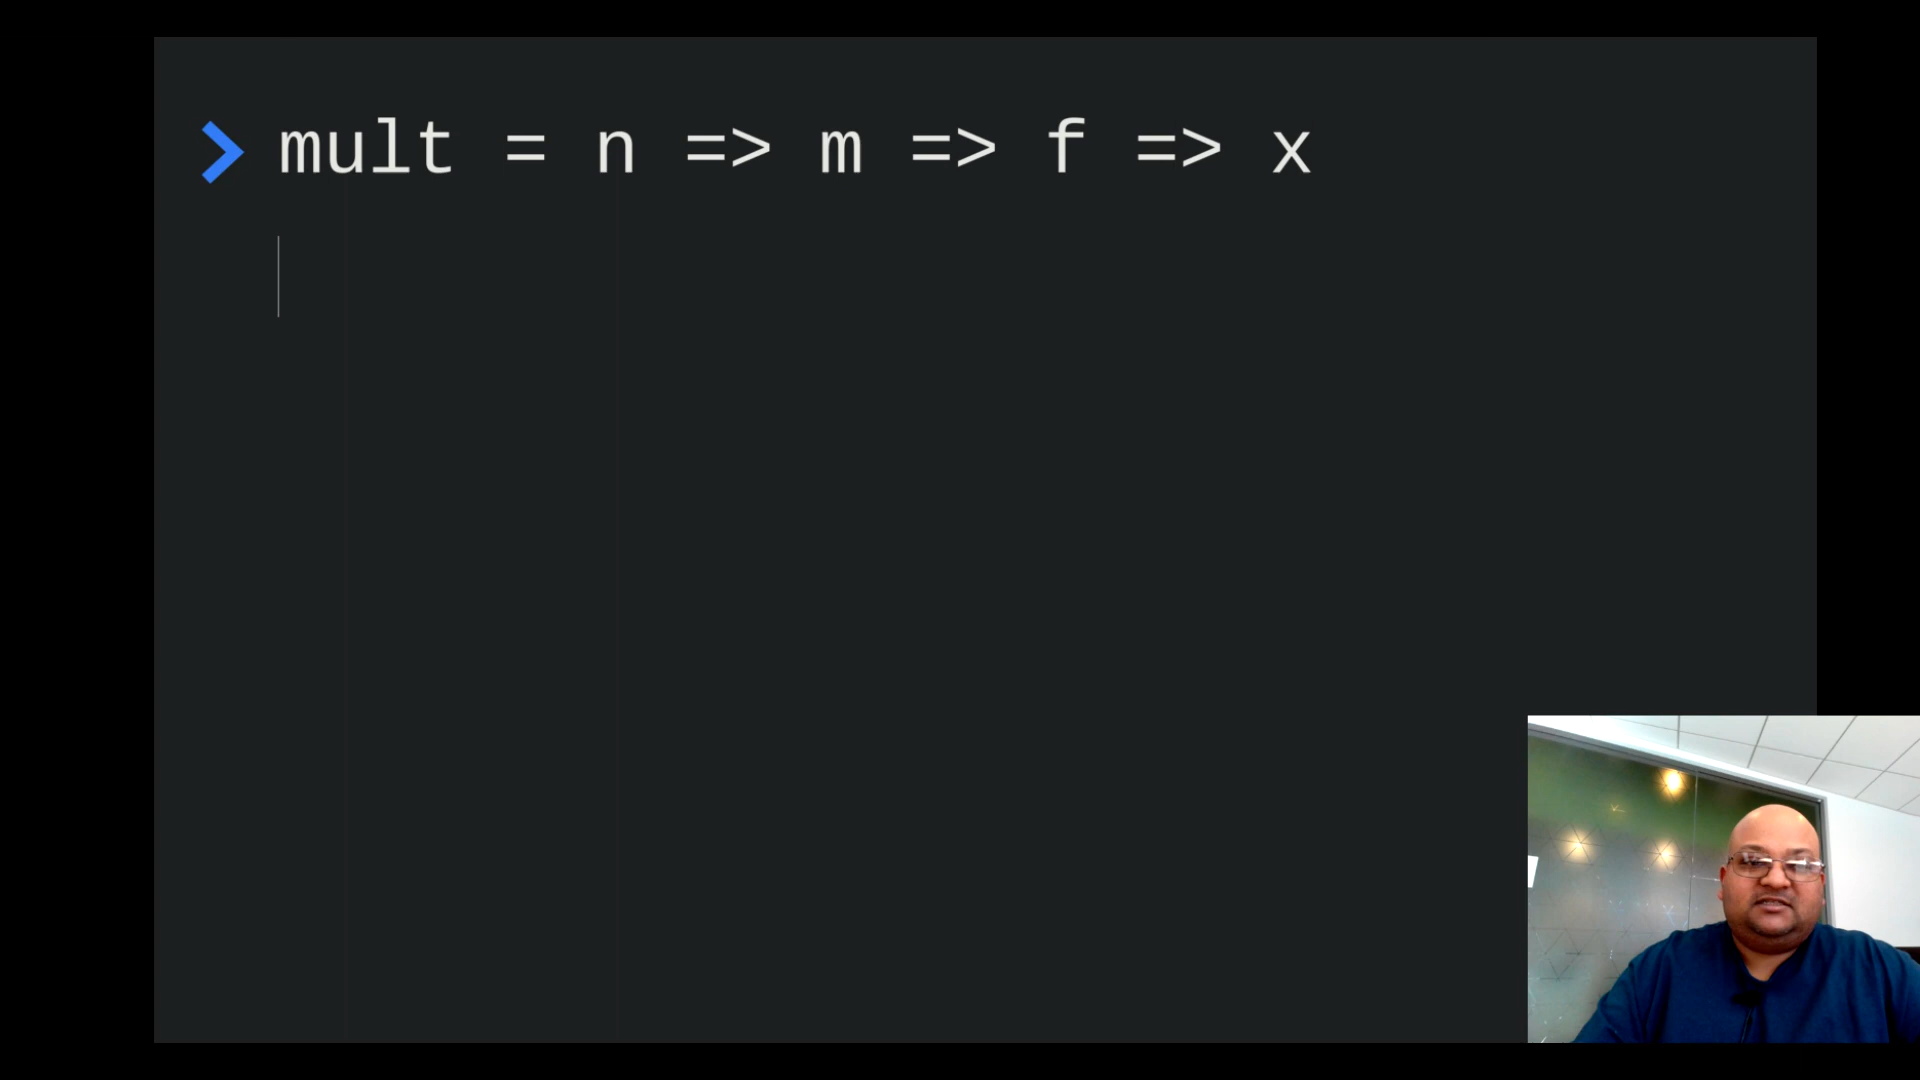 > mult = n => m => f => x